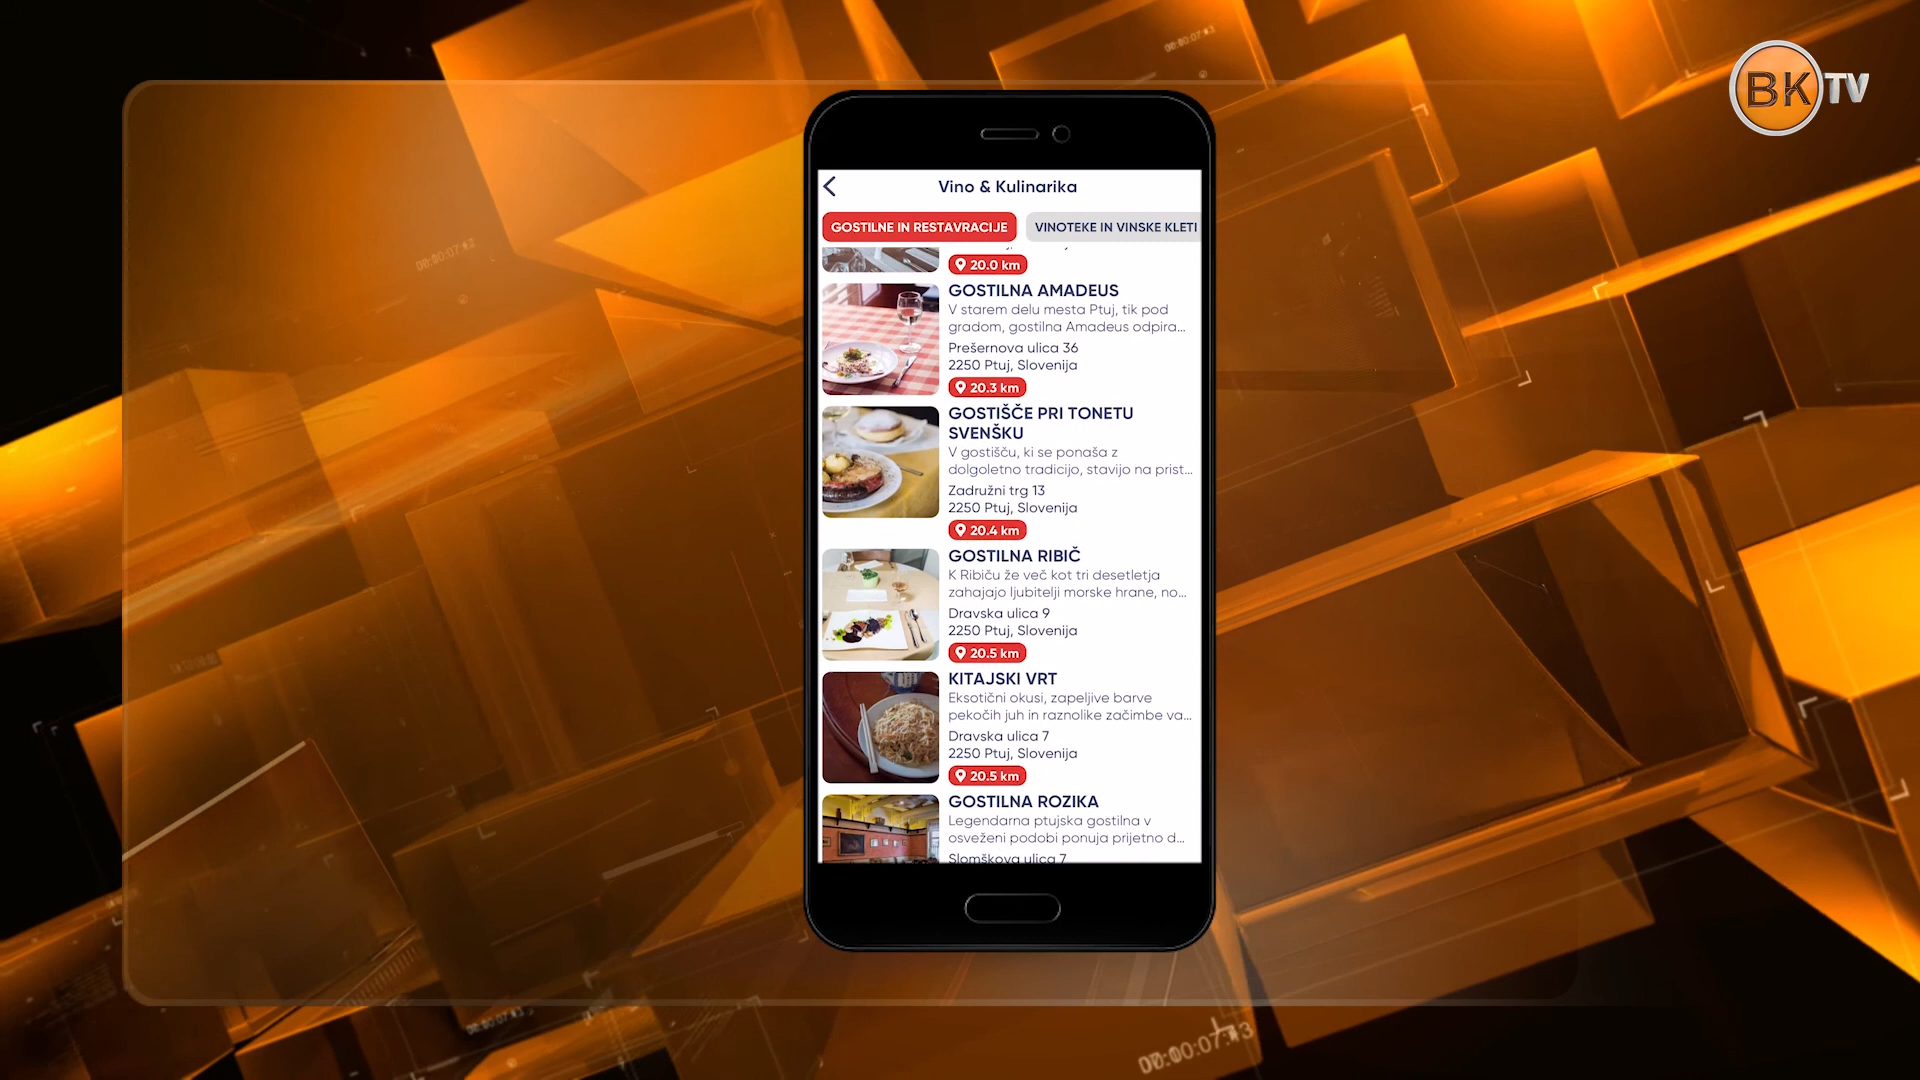 BK TV
Vino & Kulinarika
GOSTILNE IN RESTAVRACIJE
VINOTEKE IN VINSKE KLETI
20.0 km
GOSTILNA AMADEUS
V starem delu mesta Ptuj, tik pod
gradom, gostilna Amadeus odpira...
Prešernova ulica 36
2250 Ptuj, Slovenija
20.3 km
GOSTIŠČE PRI TONETU
SVENŠKU
V gostišču, ki se ponaša z
dolgoletno tradicijo, stavijo na prist...
Zadružni trg 13
2250 Ptuj, Slovenija
20.4 km
GOSTILNA RIBIČ
K Ribiču že več kot tri desetletja
zahajajo ljubitelji morske hrane, no...
Dravska ulica 9
2250 Ptuj, Slovenija
20.5 km
KITAJSKI VRT
Eksotični okusi, zapeljive barve
pekočih juh in raznolike začimbe va...
Dravska ulica 7
2250 Ptuj, Slovenija
20.5 km
GOSTILNA ROZIKA
Legendarna ptujska gostilna v
osveženi podobi ponuja prijetno d...
Slomškova ulica 7